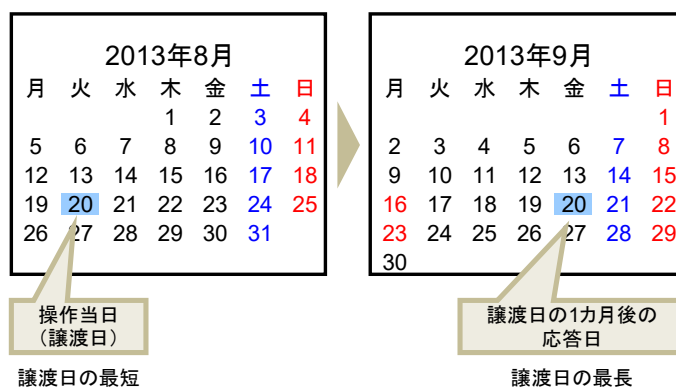 2013年8月
月 火 水 木 金 土 日
1 2 3 4
5 6 7 8 9 10 11
12 13 14 15 16 17 18
19 20 21 22 23 24 25
26 27 28 29 30 31
操作当日
（譲渡日）
譲渡日の最短
2013年9月
月 火 水 木 金 土 日
1
2 3 4 5 6 7 8
9 10 11 12 13 14 15
16 17 18 19 20 21 22
23 24 25 26 27 28 29
30
譲渡日の1カ月後の
応答日
譲渡日の最長